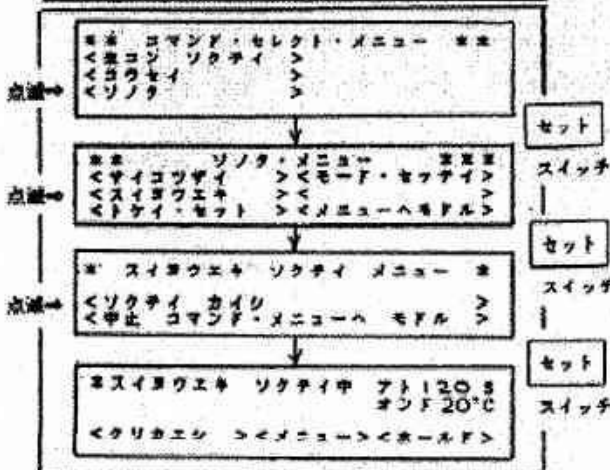 ** コマンド・セレクト・メニュー **
<生コン ソクテイ >
<コウセイ >
点滅→ <ソノタ >
セット
スイッチ
** ソノタ・メニュー ***
<サイコツザイ ><モード・セッテイ>
点滅→ <スイヨウエキ >< >
<トケイ・セット ><メニューヘモドル >
セット
スイッチ
* スイヨウエキ ソクテイ メニュー *
点滅→ <ソクテイ カイシ >
<中止 コマンド・メニューヘ モドル >
セット
スイッチ
*スイヨウエキ ソクテイ中 アト120S
オンド20°C
<クリカエシ ><メニュー><ホールド>